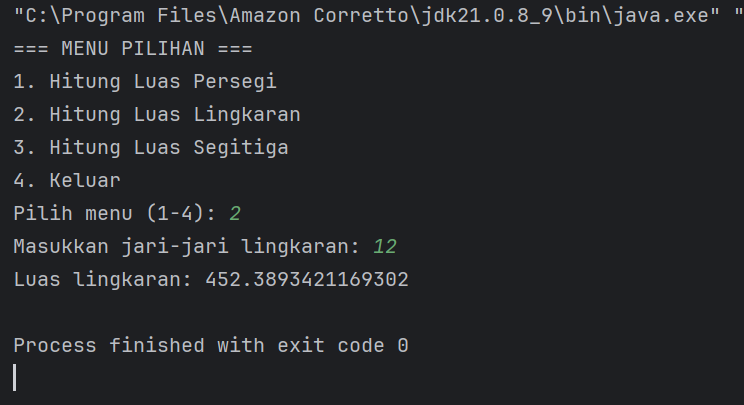 "C:\Program Files\Amazon Corretto\jdk21.0.8_9\bin\java.exe" "
=== MENU PILIHAN ===
1. Hitung Luas Persegi
2. Hitung Luas Lingkaran
3. Hitung Luas Segitiga
4. Keluar
Pilih menu (1-4): 2
Masukkan jari-jari lingkaran: 12
Luas lingkaran: 452.3893421169302
Process finished with exit code 0